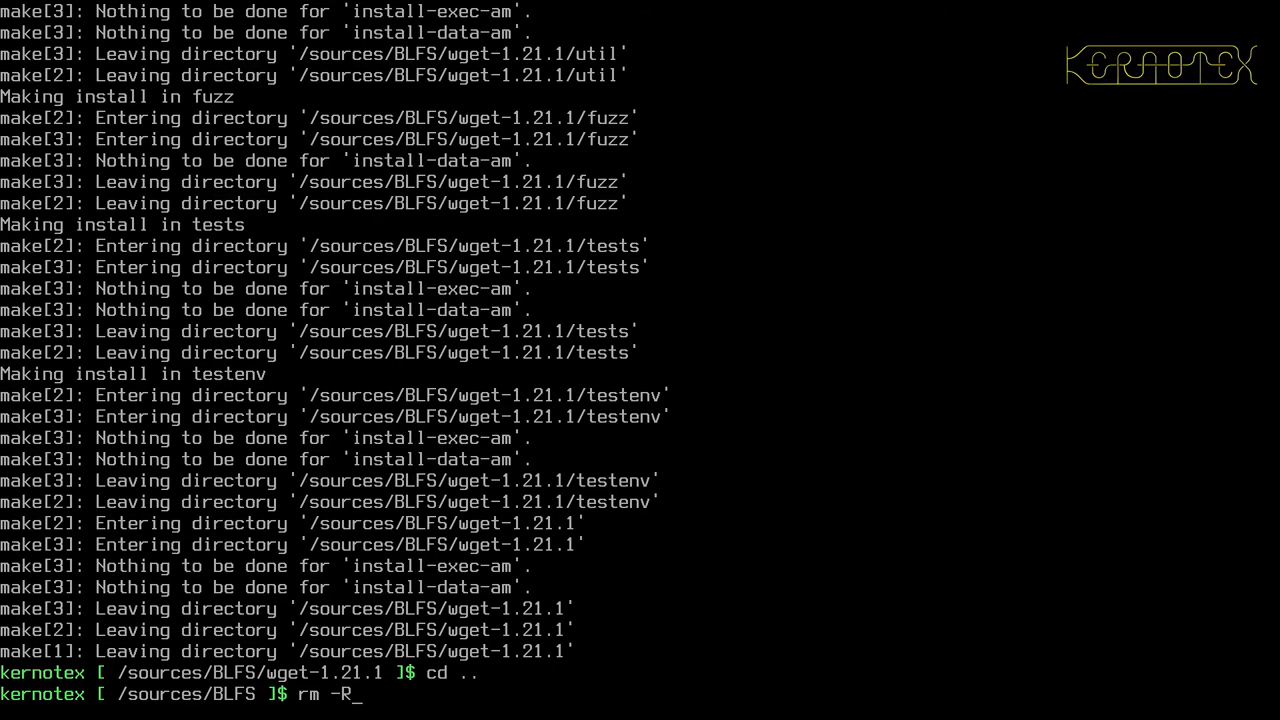 make[3]: Nothing to be done for 'install-exec-am'.
make[3]: Nothing to be done for 'install-data-am'.
make[3]: Leaving directory '/sources/BLFS/wget-1.21.1/util'
make[2]: Leaving directory '/sources/BLFS/wget-1.21.1/util'
KERNOTEX
Making install in fuzz
make[2]: Entering directory '/sources/BLFS/wget-1.21.1/fuzz'
make[3]: Entering directory '/sources/BLFS/wget-1.21.1/fuzz'
make[3]: Nothing to be done for 'install-data-am'.
make[3]: Leaving directory '/sources/BLFS/wget-1.21.1/fuzz'
make[2]: Leaving directory '/sources/BLFS/wget-1.21.1/fuzz'
Making install in tests
make[2]: Entering directory '/sources/BLFS/wget-1.21.1/tests'
make[3]: Entering directory '/sources/BLFS/wget-1.21.1/tests'
make[3]: Nothing to be done for 'install-exec-am'.
make[3]: Nothing to be done for 'install-data-am'.
make[3]: Leaving directory '/sources/BLFS/wget-1.21.1/tests'
make[2]: Leaving directory '/sources/BLFS/wget-1.21.1/tests'
Making install in testenv
make[2]: Entering directory '/sources/BLFS/wget-1.21.1/testenv'
make[3]: Entering directory '/sources/BLFS/wget-1.21.1/testenv'
make[3]: Nothing to be done for 'install-exec-am'.
make[3]: Nothing to be done for 'install-data-am'.
make[3]: Leaving directory '/sources/BLFS/wget-1.21.1/testenv'
make[2]: Leaving directory '/sources/BLFS/wget-1.21.1/testenv'
make[2]: Entering directory '/sources/BLFS/wget-1.21.1'
make[3]: Entering directory '/sources/BLFS/wget-1.21.1'
make[3]: Nothing to be done for 'install-exec-am'.
make[3]: Nothing to be done for 'install-data-am'.
make[3]: Leaving directory '/sources/BLFS/wget-1.21.1'
make[2]: Leaving directory '/sources/BLFS/wget-1.21.1'
make[1]: Leaving directory '/sources/BLFS/wget-1.21.1'
kernotex [ /sources/BLFS/wget-1.21.1 ]$ cd ..
kernotex [ /sources/BLFS ]$ rm -R_